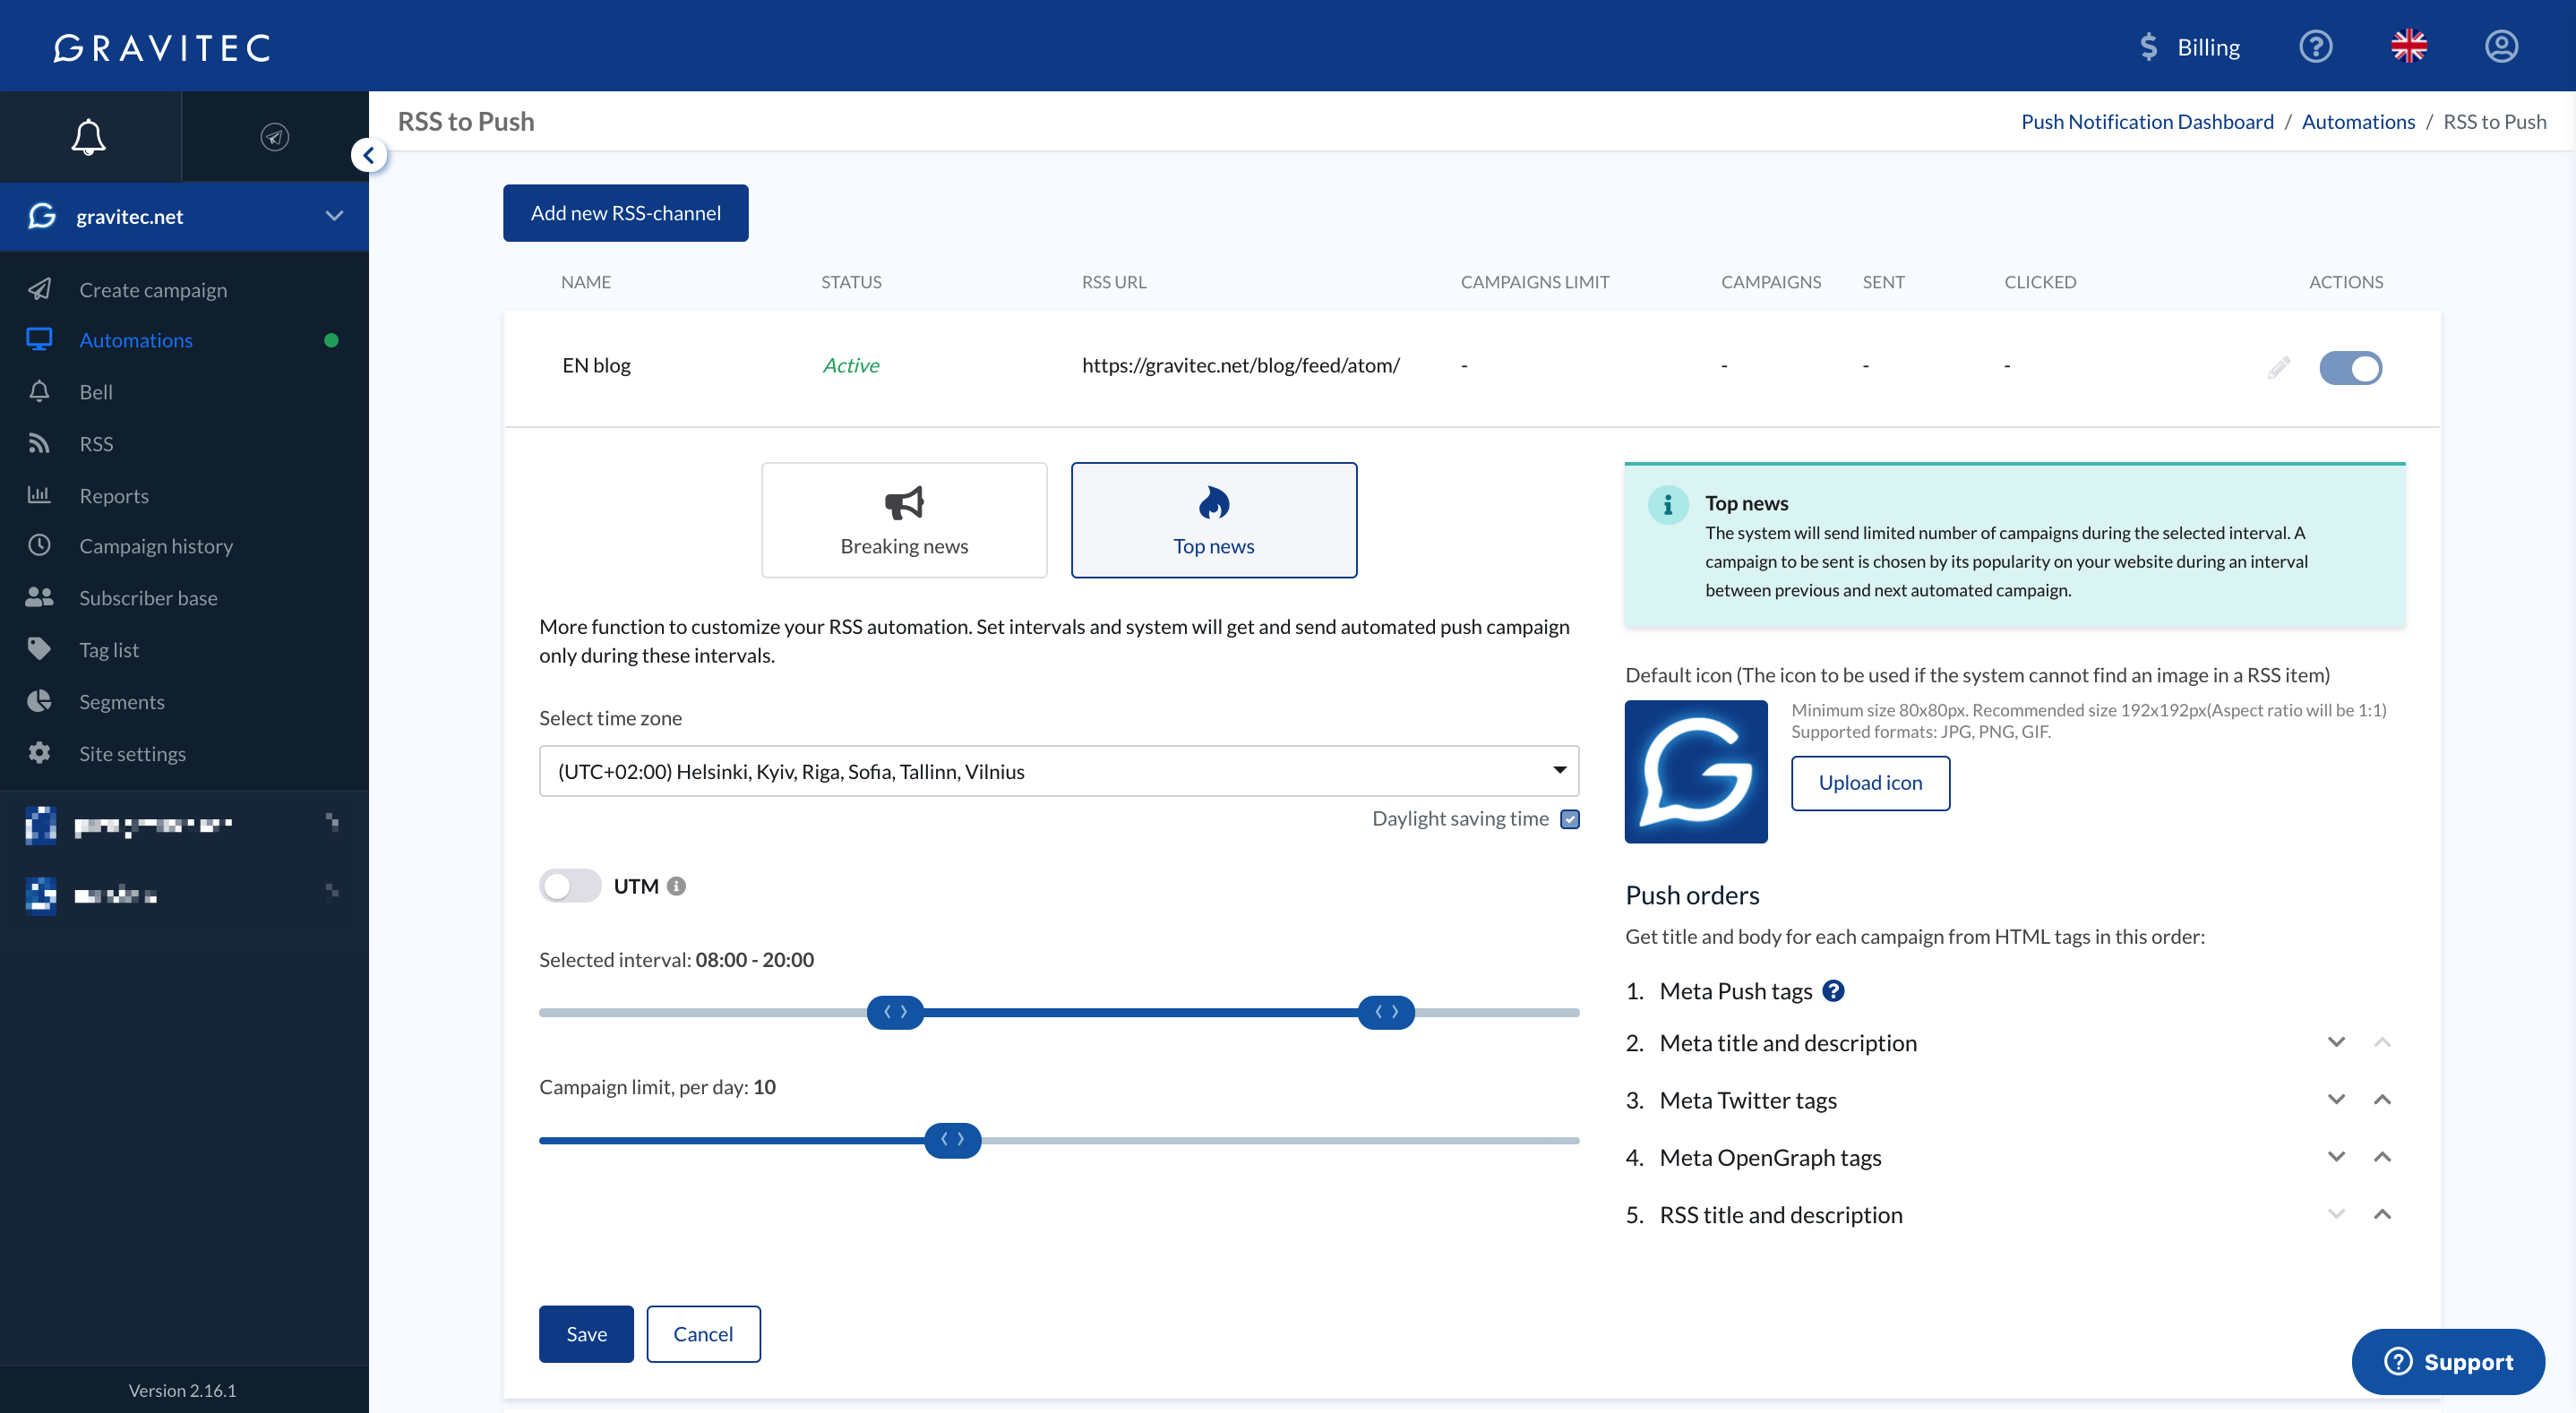 GRAVITEC
Billing
gravitec.net
Create campaign
Automations
Bell
RSS
Reports
Campaign history
Subscriber base
Tag list
Segments
Site settings
Version 2.16.1
RSS to Push
Push Notification Dashboard / Automations / RSS to Push
Add new RSS-channel
NAME STATUS RSS URL CAMPAIGNS LIMIT CAMPAIGNS SENT CLICKED ACTIONS
EN blog Active https://gravitec.net/blog/feed/atom/ - - - -
Breaking news
Top news
More function to customize your RSS automation. Set intervals and system will get and send automated push campaign
only during these intervals.
Select time zone
(UTC+02:00) Helsinki, Kyiv, Riga, Sofia, Tallinn, Vilnius
Daylight saving time
UTM
Selected interval: 08:00 - 20:00
Campaign limit, per day: 10
Save
Cancel
Top news
The system will send limited number of campaigns during the selected interval. A
campaign to be sent is chosen by its popularity on your website during an interval
between previous and next automated campaign.
Default icon (The icon to be used if the system cannot find an image in a RSS item)
Minimum size 80x80px. Recommended size 192x192px(Aspect ratio will be 1:1)
Supported formats: JPG, PNG, GIF.
Upload icon
Push orders
Get title and body for each campaign from HTML tags in this order:
1. Meta Push tags
2. Meta title and description
3. Meta Twitter tags
4. Meta OpenGraph tags
5. RSS title and description
Support